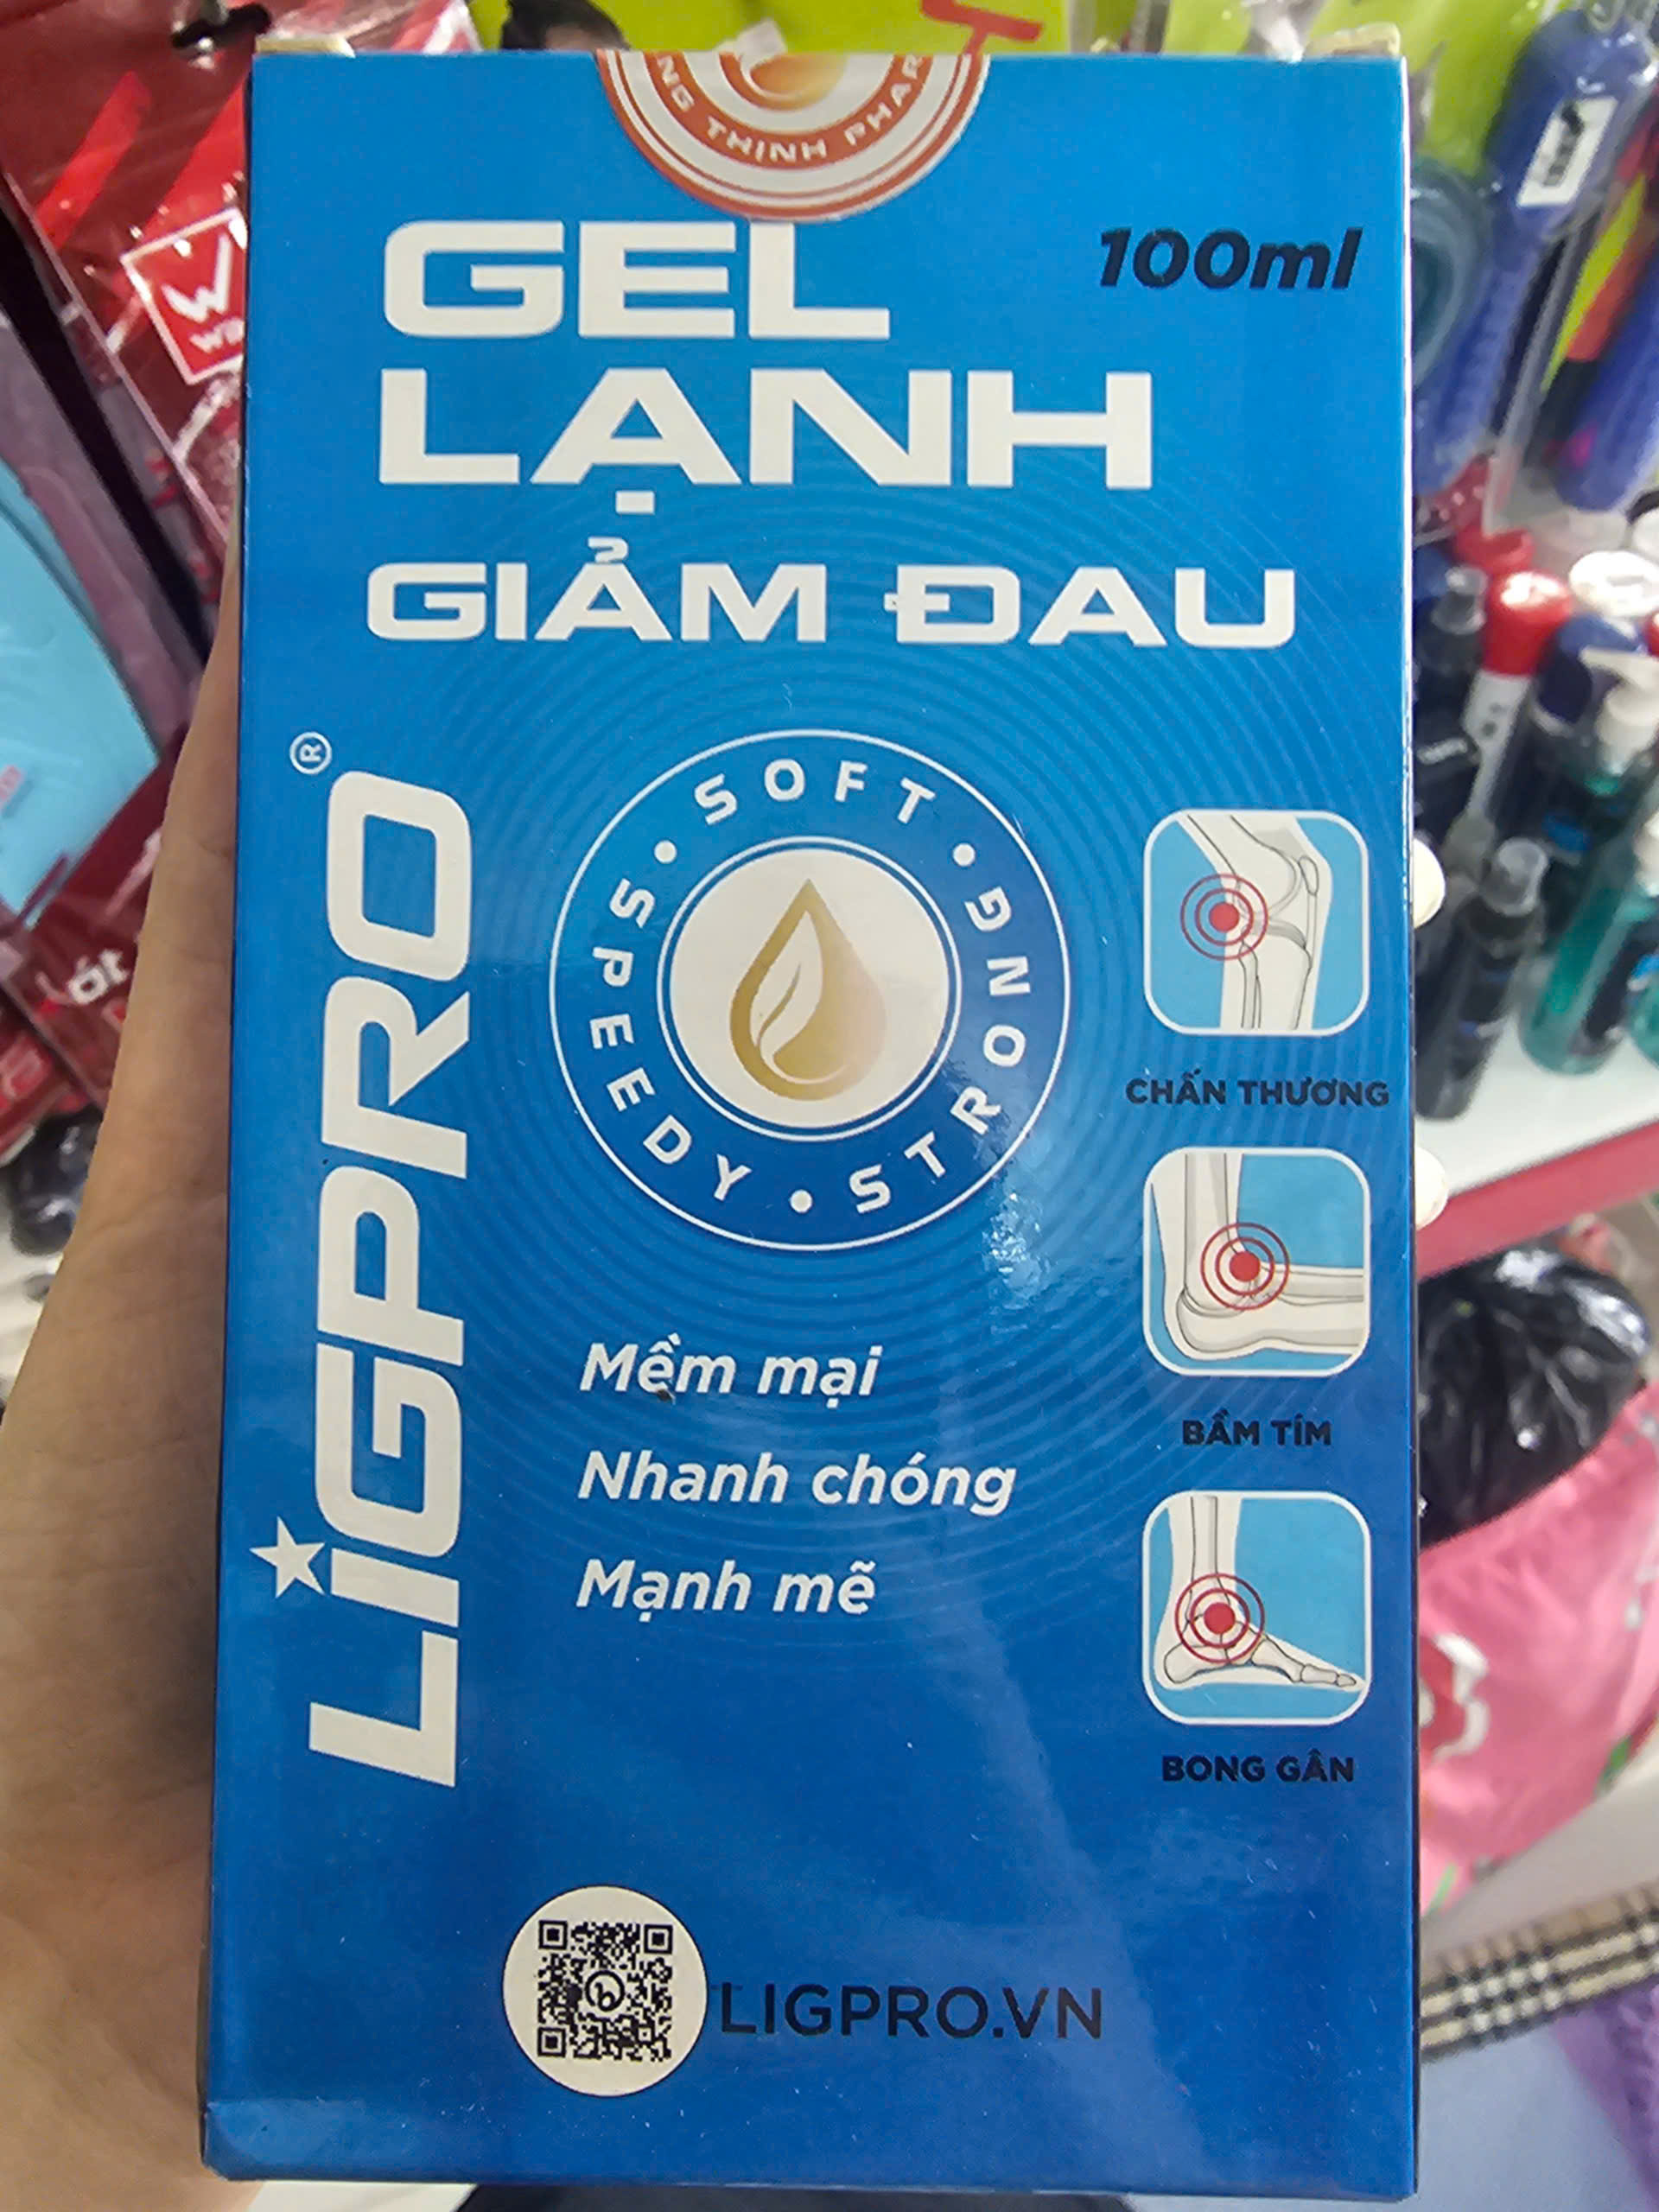 THỊNH
GEL
100ml
LẠNH
GIẢM ĐAU
LIGPRO®
SOFT • STRONG • SPEEDY •
CHẤN THƯƠNG
BẦM TÍM
BONG GÂN
Mềm mại
Nhanh chóng
Mạnh mẽ
LIGPRO.VN